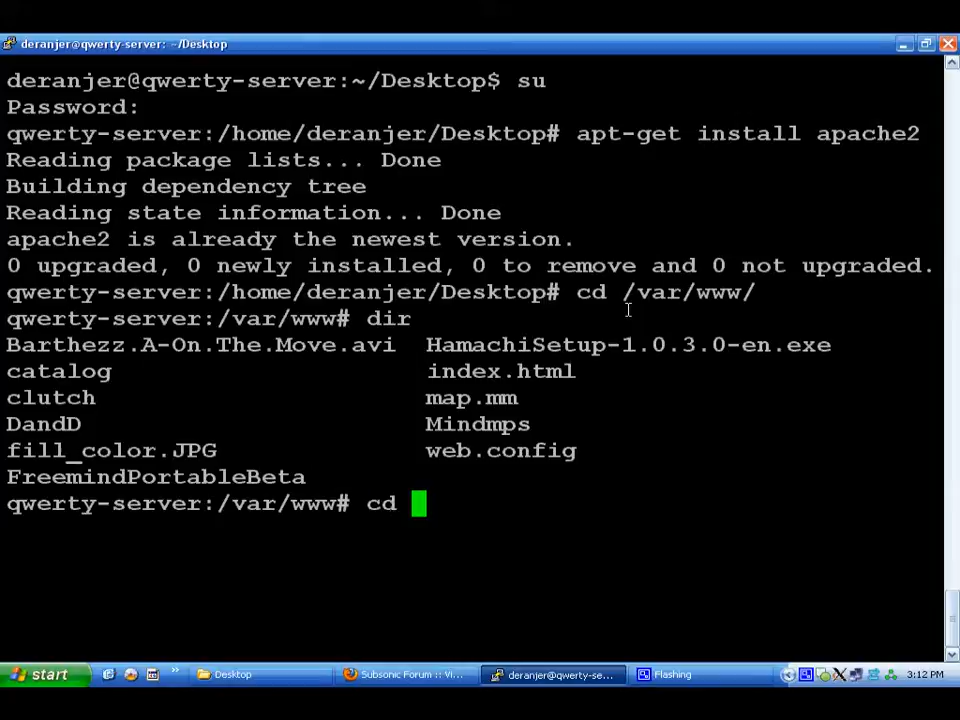 deranjer@qwerty-server: ~/Desktop
deranjer@qwerty-server:~/Desktop$ su
Password:
qwerty-server:/home/deranjer/Desktop# apt-get install apache2
Reading package lists... Done
Building dependency tree
Reading state information... Done
apache2 is already the newest version.
0 upgraded, 0 newly installed, 0 to remove and 0 not upgraded.
qwerty-server:/home/deranjer/Desktop# cd /var/www/
qwerty-server:/var/www# dir
Barthezz.A-On.The.Move.avi HamachiSetup-1.0.3.0-en.exe
catalog index.html
clutch map.mm
DandD Mindmps
fill_color.JPG web.config
FreemindPortableBeta
qwerty-server:/var/www# cd
start » Desktop Subsonic Forum :: Vi... deranjer@qwerty-se... Flashing 3:12 PM